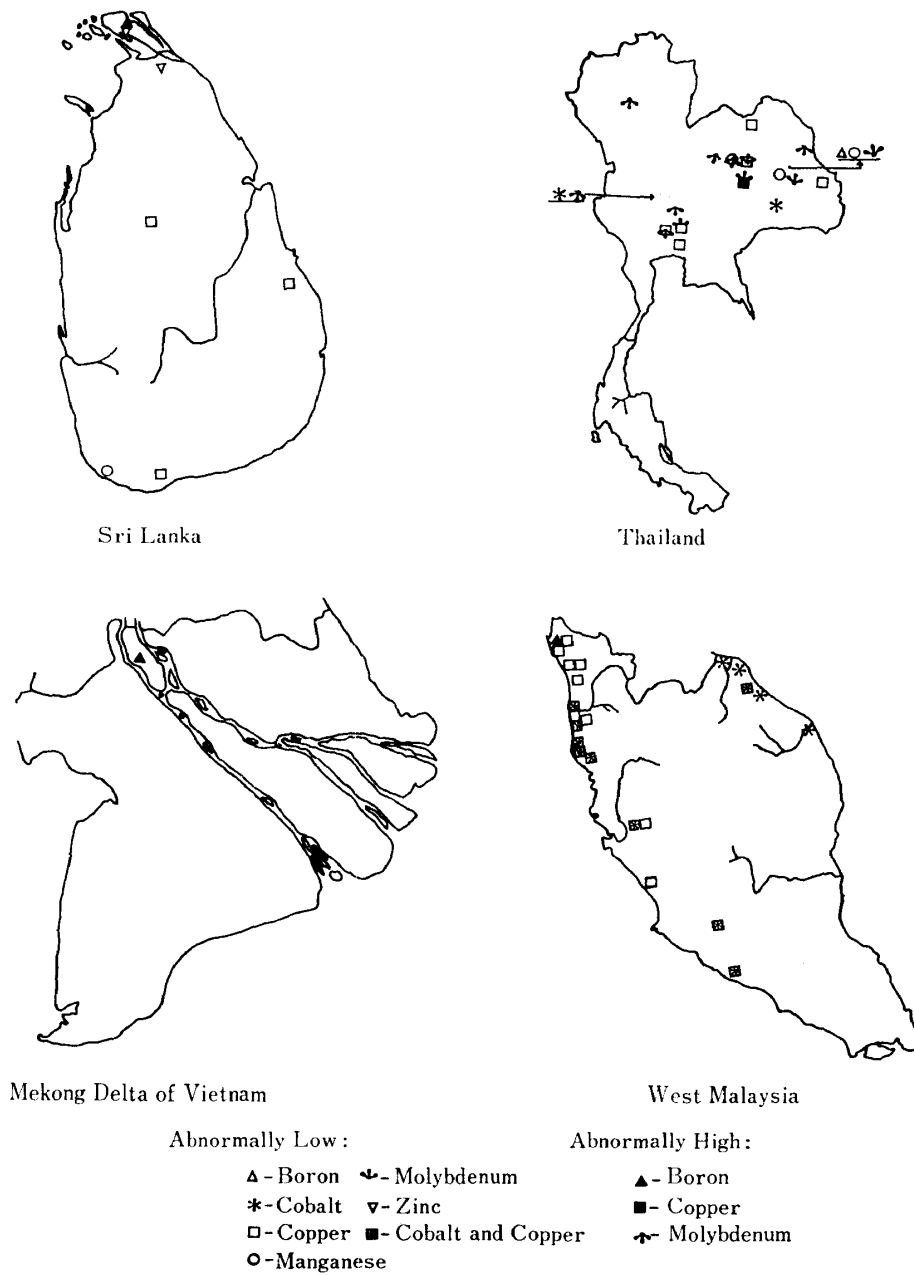 Sri Lanka
Thailand
Mekong Delta of Vietnam
West Malaysia
Abnormally Low :
Abnormally High :
- Boron
- Molybdenum
- Boron
- Cobalt
- Zinc
- Copper
- Copper
- Cobalt and Copper
- Molybdenum
- Manganese